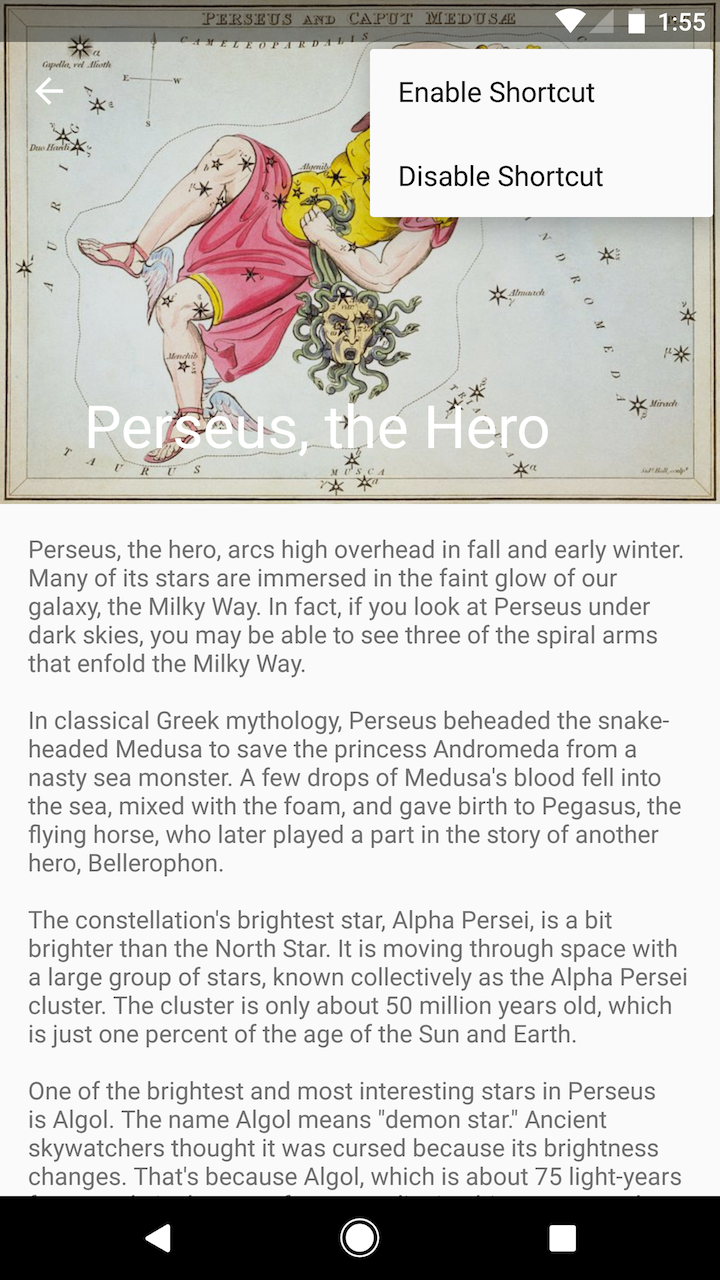 PERSEUS AND CAPUT MEDUSÆ
1:55
CAMELEOPARDALIS
α
Capella, vel Alioth
E
W
S
Enable Shortcut
Disable Shortcut
AURIGA
Algenib
ANDROMEDA
Almaach
γ
Menchib
Mirach
TRIANGULA
Perseus, the Hero
TAURUS
MUSCA
Perseus, the hero, arcs high overhead in fall and early winter.
Many of its stars are immersed in the faint glow of our
galaxy, the Milky Way. In fact, if you look at Perseus under
dark skies, you may be able to see three of the spiral arms
that enfold the Milky Way.
In classical Greek mythology, Perseus beheaded the snake-
headed Medusa to save the princess Andromeda from a
nasty sea monster. A few drops of Medusa's blood fell into
the sea, mixed with the foam, and gave birth to Pegasus, the
flying horse, who later played a part in the story of another
hero, Bellerophon.
The constellation's brightest star, Alpha Persei, is a bit
brighter than the North Star. It is moving through space with
a large group of stars, known collectively as the Alpha Persei
cluster. The cluster is only about 50 million years old, which
is just one percent of the age of the Sun and Earth.
One of the brightest and most interesting stars in Perseus
is Algol. The name Algol means "demon star." Ancient
skywatchers thought it was cursed because its brightness
changes. That's because Algol, which is about 75 light-years